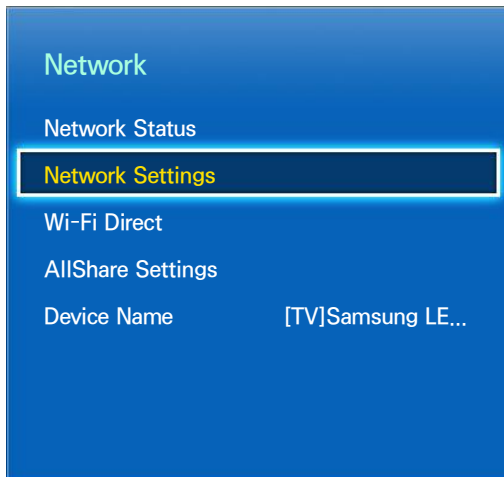 Network
Network Status
Network Settings
Wi-Fi Direct
AllShare Settings
Device Name [TV]Samsung LE...